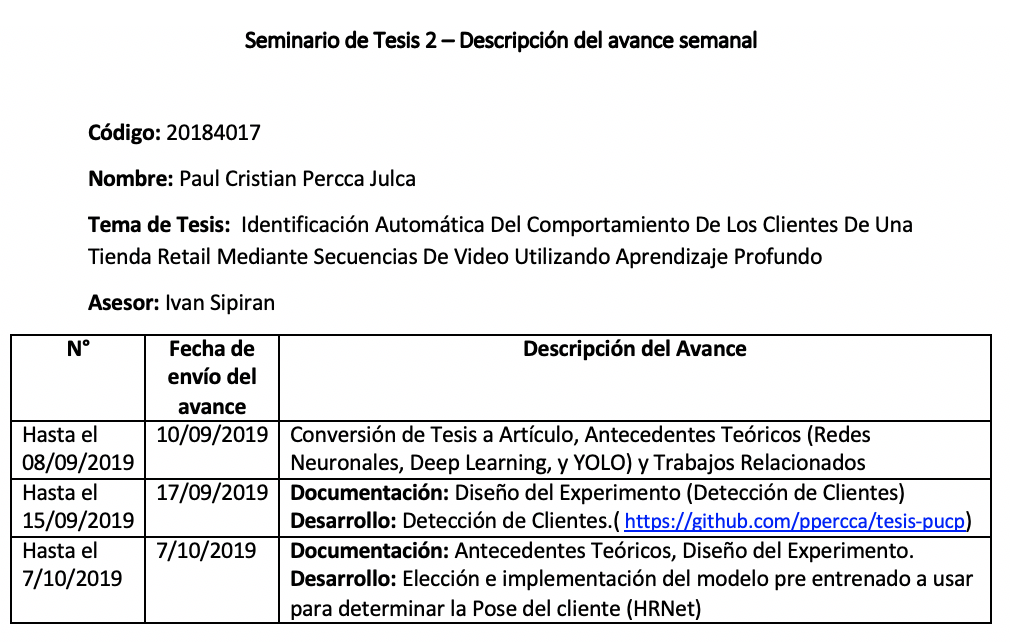 Seminario de Tesis 2 – Descripción del avance semanal
Código: 20184017
Nombre: Paul Cristian Percca Julca
Tema de Tesis: Identificación Automática Del Comportamiento De Los Clientes De Una
Tienda Retail Mediante Secuencias De Video Utilizando Aprendizaje Profundo
Asesor: Ivan Sipiran
N° Fecha de envío del avance Descripción del Avance
Hasta el 10/09/2019 Conversión de Tesis a Artículo, Antecedentes Teóricos (Redes
08/09/2019 Neuronales, Deep Learning, y YOLO) y Trabajos Relacionados
Hasta el 17/09/2019 Documentación: Diseño del Experimento (Detección de Clientes)
15/09/2019 Desarrollo: Detección de Clientes.( https://github.com/ppercca/tesis-pucp)
Hasta el 7/10/2019 Documentación: Antecedentes Teóricos, Diseño del Experimento.
7/10/2019 Desarrollo: Elección e implementación del modelo pre entrenado a usar
para determinar la Pose del cliente (HRNet)